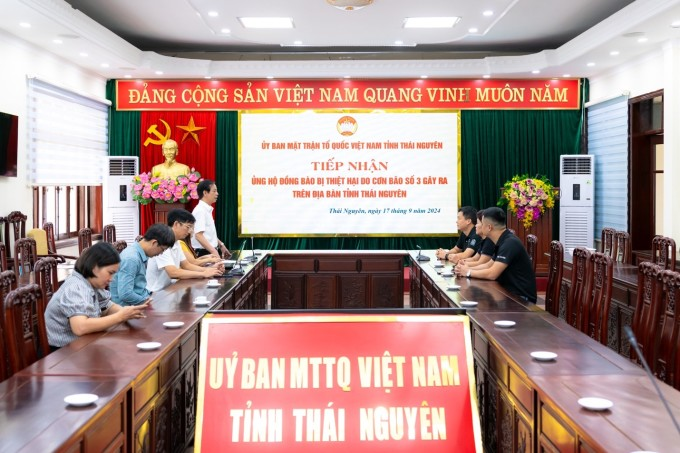 ĐẢNG CỘNG SẢN VIỆT NAM QUANG VINH MUÔN NĂM
ỦY BAN MẶT TRẬN TỔ QUỐC VIỆT NAM TỈNH THÁI NGUYÊN
TIẾP NHẬN
ỦNG HỘ ĐỒNG BÀO BỊ THIỆT HẠI DO CƠN BÃO SỐ 3 GÂY RA
TRÊN ĐỊA BÀN TỈNH THÁI NGUYÊN
Thái Nguyên, ngày 17 tháng 9 năm 2024
UỶ BAN MTTQ VIỆT NAM
TỈNH THÁI NGUYÊN